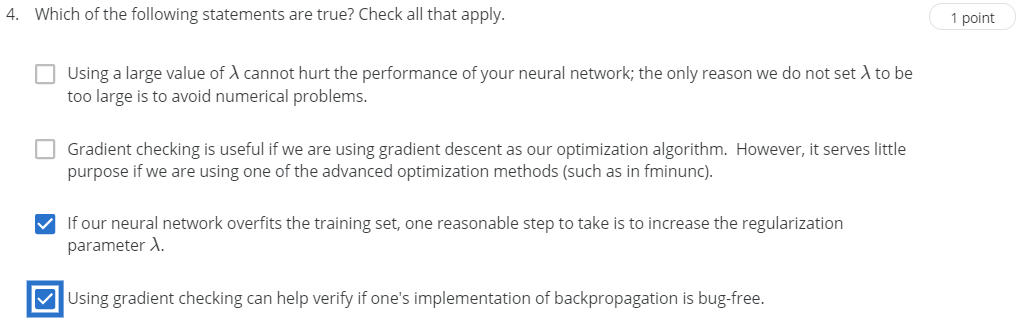 4. Which of the following statements are true? Check all that apply.
1 point
Using a large value of λ cannot hurt the performance of your neural network; the only reason we do not set λ to be
too large is to avoid numerical problems.
Gradient checking is useful if we are using gradient descent as our optimization algorithm. However, it serves little
purpose if we are using one of the advanced optimization methods (such as in fminunc).
If our neural network overfits the training set, one reasonable step to take is to increase the regularization
parameter λ.
Using gradient checking can help verify if one's implementation of backpropagation is bug-free.